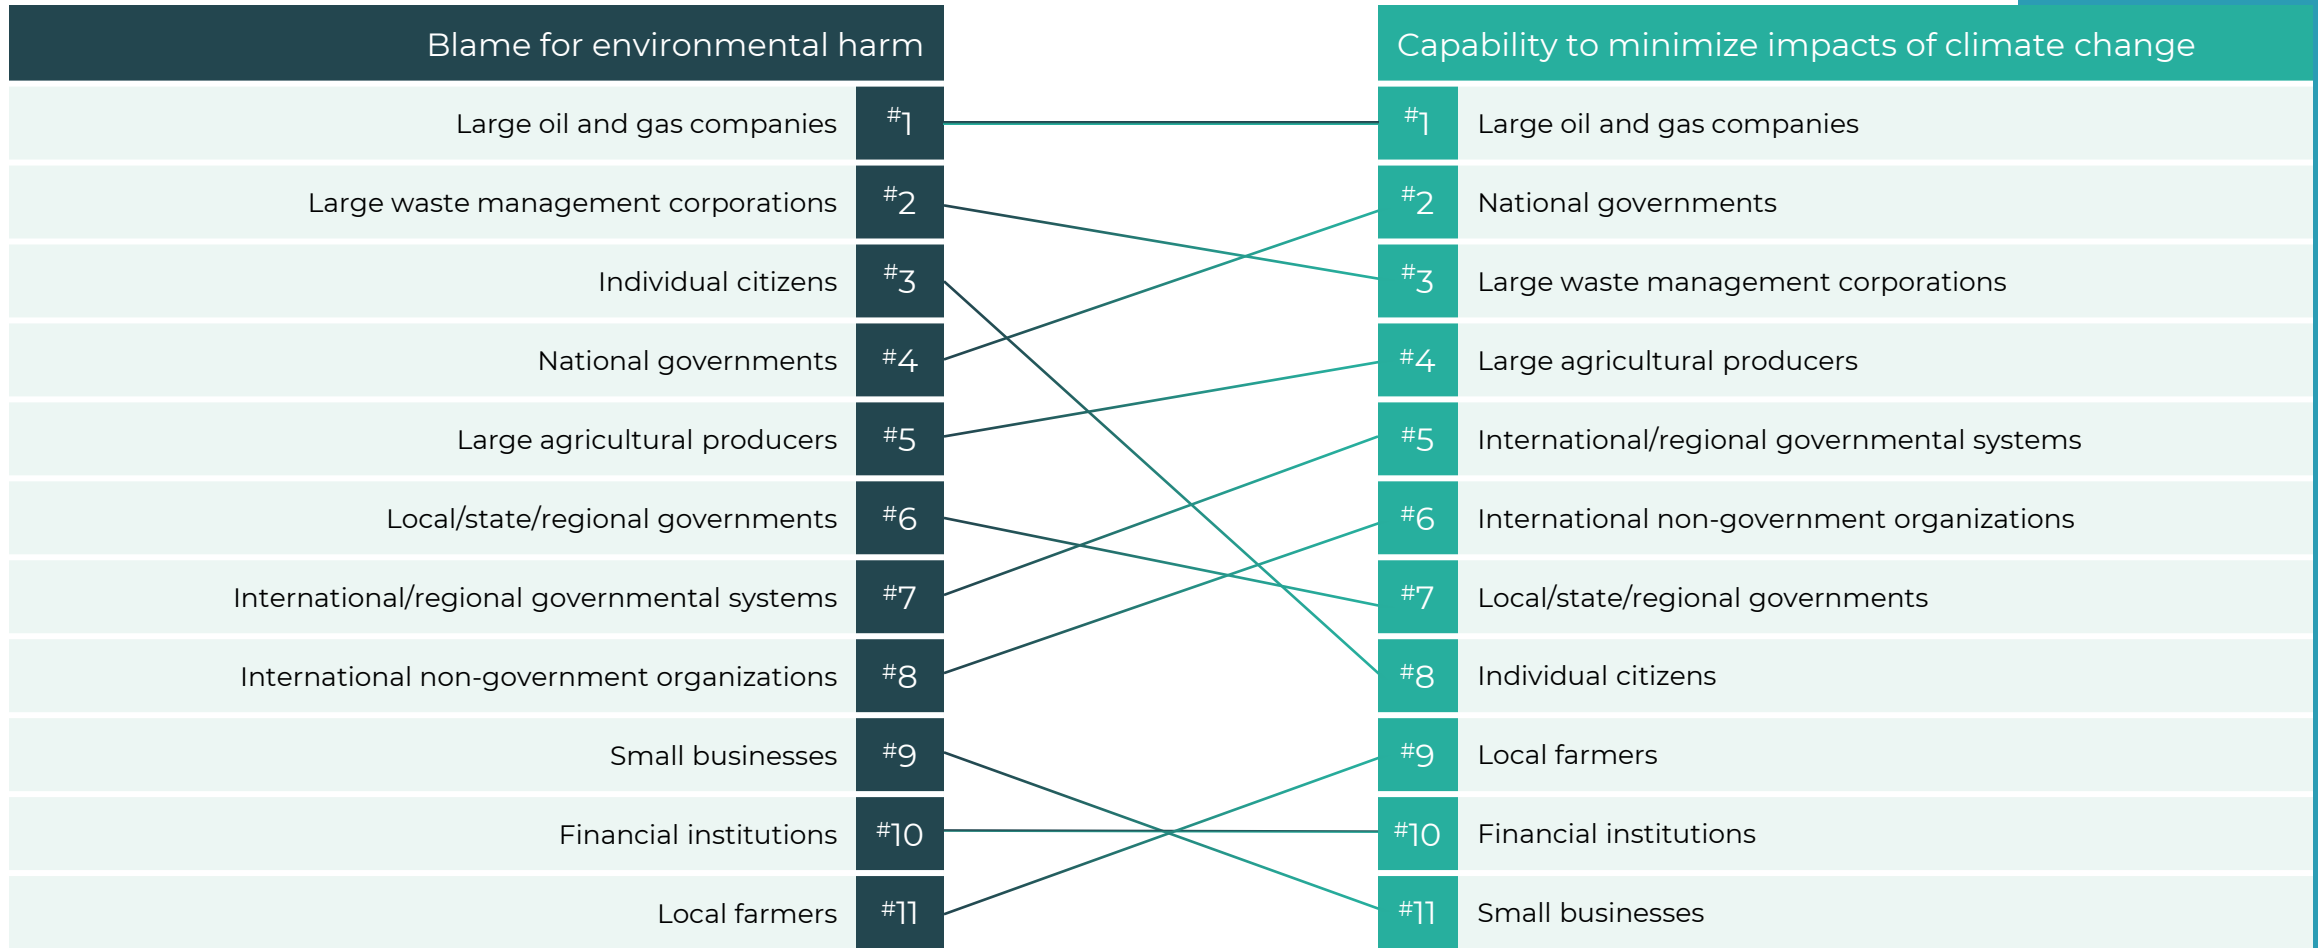 Blame for environmental harm
Large oil and gas companies #1
Large waste management corporations #2
Individual citizens #3
National governments #4
Large agricultural producers #5
Local/state/regional governments #6
International/regional governmental systems #7
International non-government organizations #8
Small businesses #9
Financial institutions #10
Local farmers #11
Capability to minimize impacts of climate change
#1 Large oil and gas companies
#2 National governments
#3 Large waste management corporations
#4 Large agricultural producers
#5 International/regional governmental systems
#6 International non-government organizations
#7 Local/state/regional governments
#8 Individual citizens
#9 Local farmers
#10 Financial institutions
#11 Small businesses